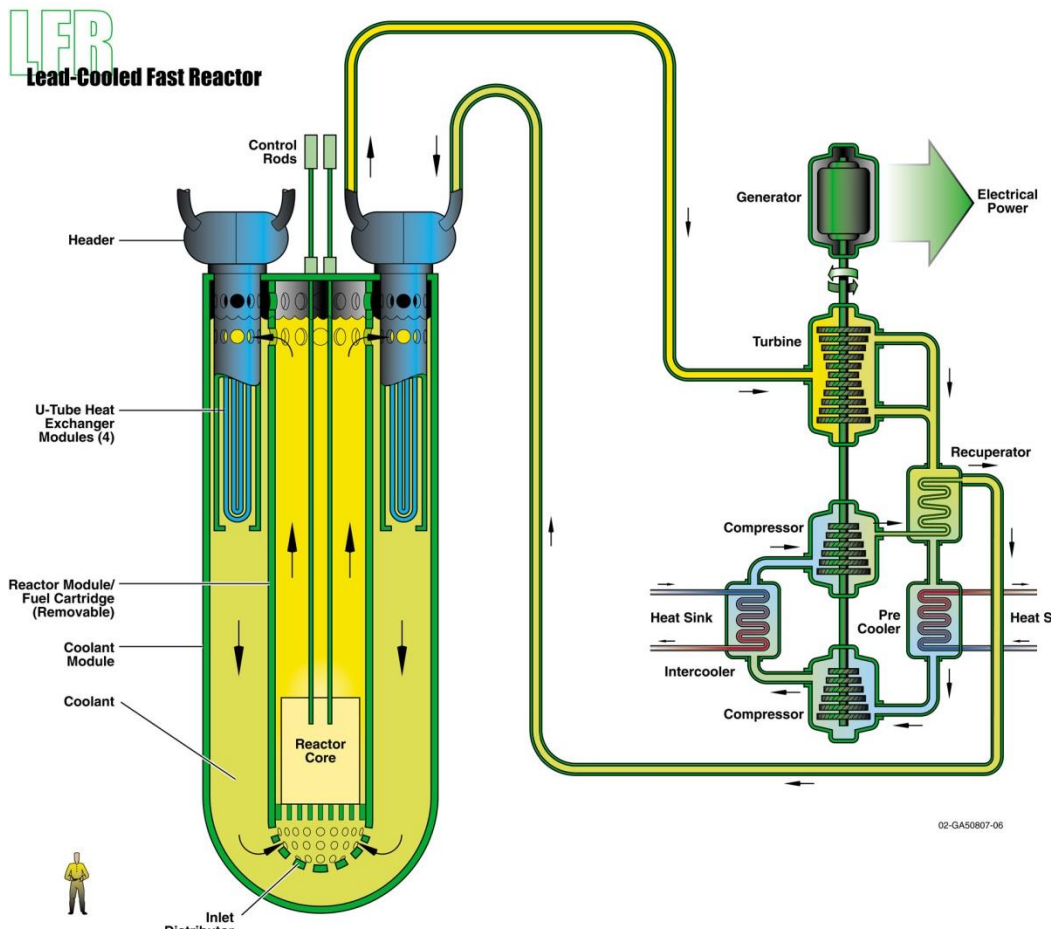 LFR
Lead-Cooled Fast Reactor
Control
Rods
Generator
Electrical
Power
Header
Turbine
U-Tube Heat
Exchanger
Modules (4)
Recuperator
Compressor
Reactor Module/
Fuel Cartridge
(Removable)
Heat Sink
Pre
Cooler
Heat S
Coolant
Module
Intercooler
Coolant
Compressor
Reactor
Core
02-GA50807-06
Inlet